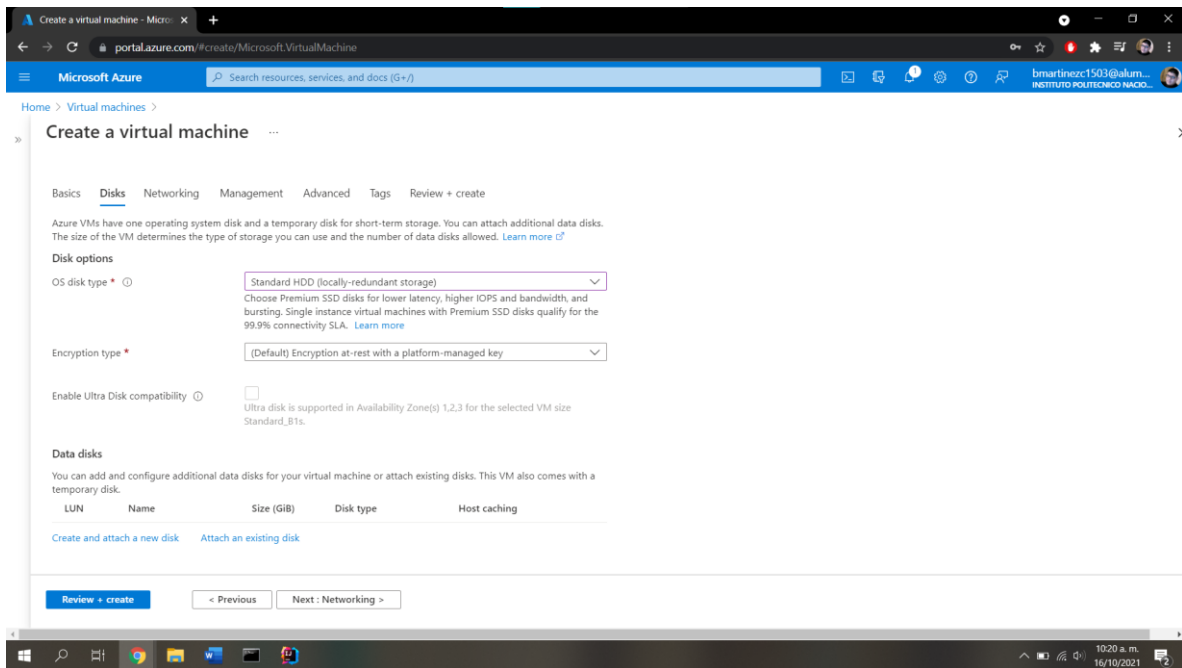 Create a virtual machine - Micros
portal.azure.com/#create/Microsoft.VirtualMachine
Microsoft Azure
Search resources, services, and docs (G+/)
1
bmartinezc1503@alum...
INSTITUTO POLITECNICO NACIO...
Home > Virtual machines >
Create a virtual machine ...
Basics Disks Networking Management Advanced Tags Review + create
Azure VMs have one operating system disk and a temporary disk for short-term storage. You can attach additional data disks.
The size of the VM determines the type of storage you can use and the number of data disks allowed. Learn more
Disk options
OS disk type *
Standard HDD (locally-redundant storage)
Choose Premium SSD disks for lower latency, higher IOPS and bandwidth, and
bursting. Single instance virtual machines with Premium SSD disks qualify for the
99.9% connectivity SLA. Learn more
Encryption type *
(Default) Encryption at-rest with a platform-managed key
Enable Ultra Disk compatibility
Ultra disk is supported in Availability Zone(s) 1,2,3 for the selected VM size
Standard_B1s.
Data disks
You can add and configure additional data disks for your virtual machine or attach existing disks. This VM also comes with a
temporary disk.
LUN Name Size (GiB) Disk type Host caching
Create and attach a new disk Attach an existing disk
Review + create < Previous Next : Networking >
10:20 a. m.
16/10/2021
2